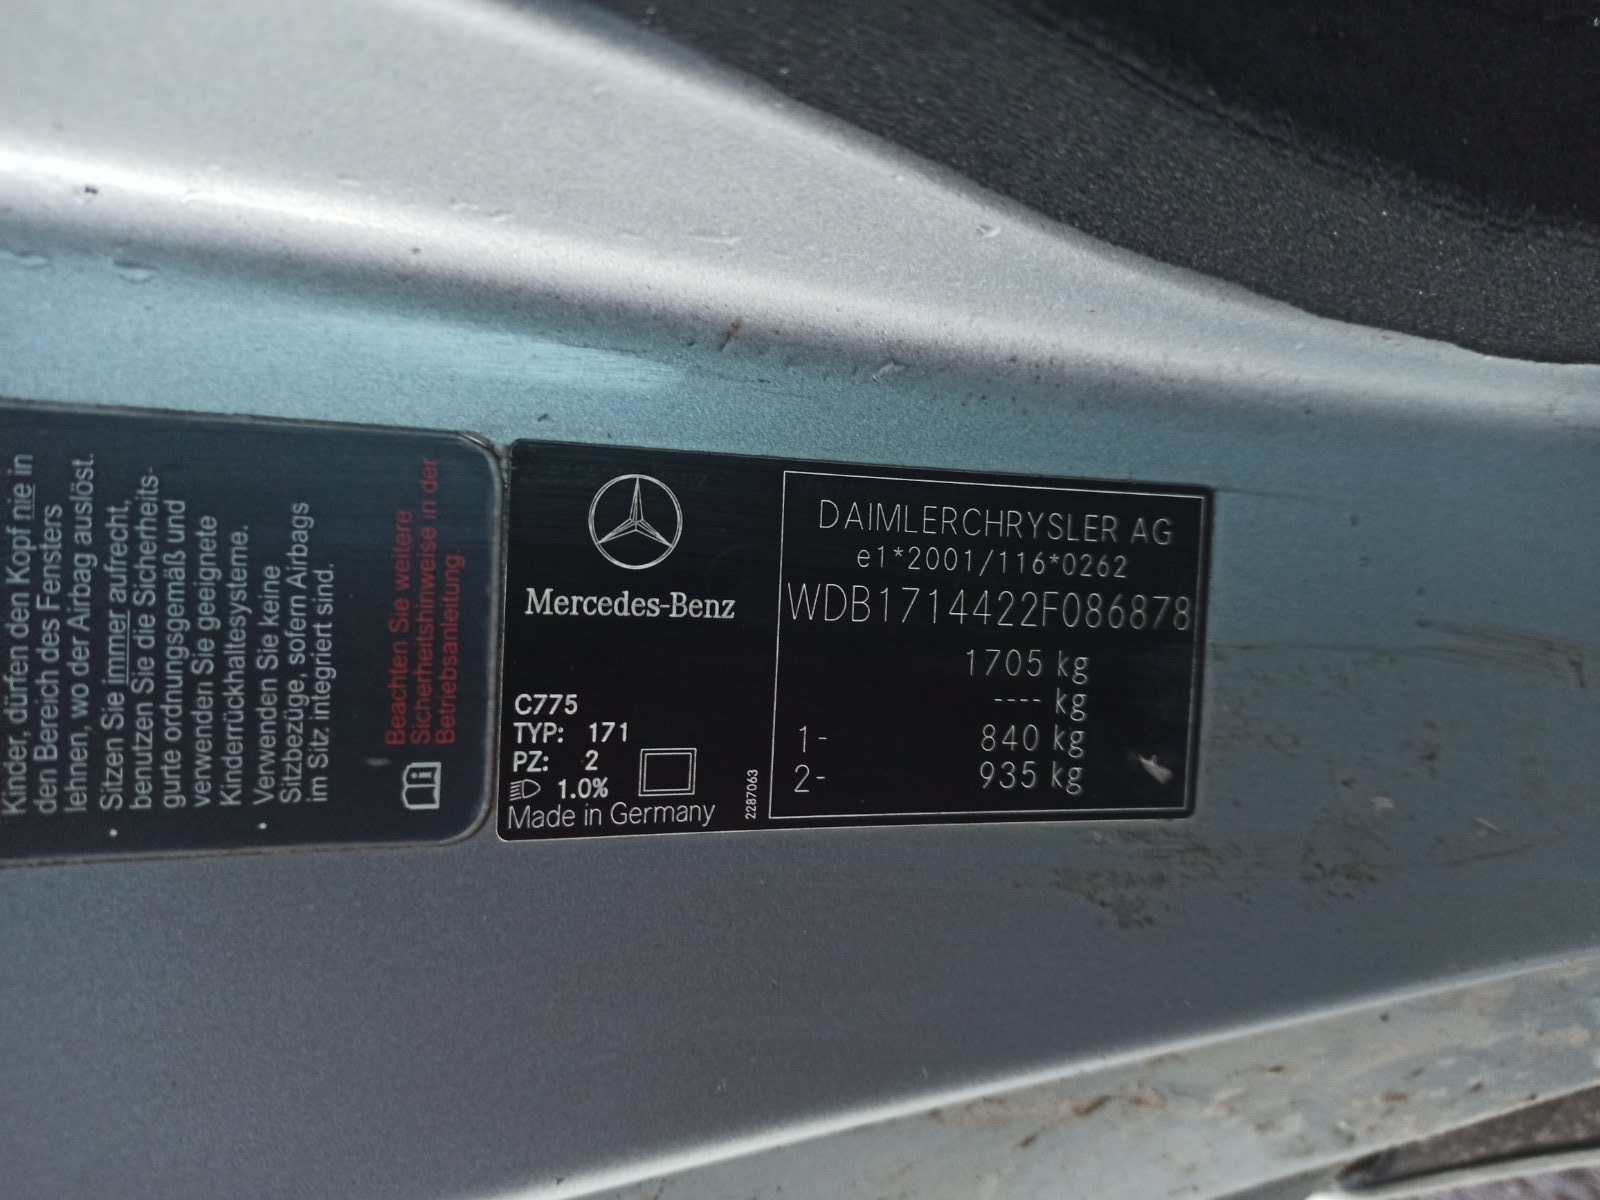 Kinder, dürfen den Kopf nie in
den Bereich des Fensters
lehnen, wo der Airbag auslöst.
• Sitzen Sie immer aufrecht,
benutzen Sie die Sicherheits-
gurte ordnungsgemäß und
verwenden Sie geeignete
Kinderrückhaltesysteme.
• Verwenden Sie keine
Sitzbezüge, sofern Airbags
im Sitz integriert sind.
Beachten Sie weitere
Sicherheitshinweise in der
Betriebsanleitung
Mercedes-Benz
C775
TYP: 171
PZ: 2
1.0%
Made in Germany
2287063
DAIMLERCHRYSLER AG
e1*2001/116*0262
WDB1714422F086878
1705 kg
---- kg
1- 840 kg
2- 935 kg